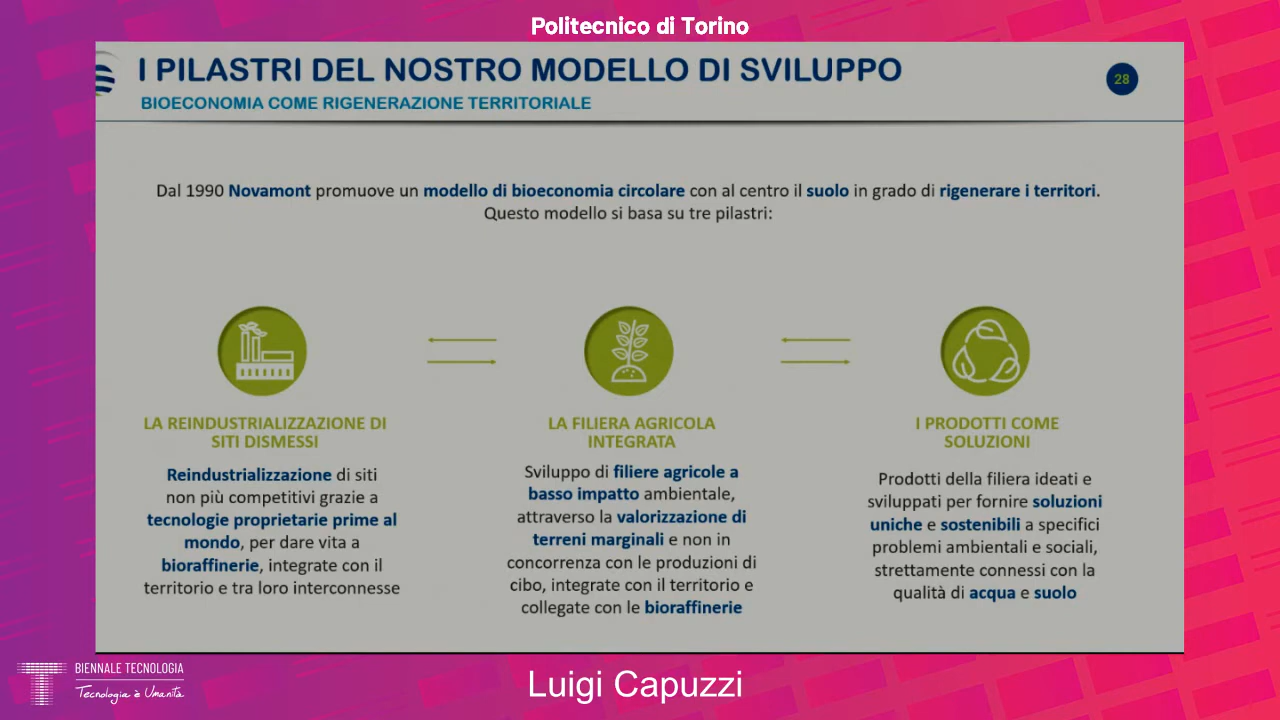 Politecnico di Torino
I PILASTRI DEL NOSTRO MODELLO DI SVILUPPO
28
BIOECONOMIA COME RIGENERAZIONE TERRITORIALE
Dal 1990 Novamont promuove un modello di bioeconomia circolare con al centro il suolo in grado di rigenerare i territori.
Questo modello si basa su tre pilastri:
LA REINDUSTRIALIZZAZIONE DI
SITI DISMESSI
Reindustrializzazione di siti
non più competitivi grazie a
tecnologie proprietarie prime al
mondo, per dare vita a
bioraffinerie, integrate con il
territorio e tra loro interconnesse
LA FILIERA AGRICOLA
INTEGRATA
Sviluppo di filiere agricole a
basso impatto ambientale,
attraverso la valorizzazione di
terreni marginali e non in
concorrenza con le produzioni di
cibo, integrate con il territorio e
collegate con le bioraffinerie
I PRODOTTI COME
SOLUZIONI
Prodotti della filiera ideati e
sviluppati per fornire soluzioni
uniche e sostenibili a specifici
problemi ambientali e sociali,
strettamente connessi con la
qualità di acqua e suolo
BIENNALE TECNOLOGIA
Tecnologia è Umanità
Luigi Capuzzi